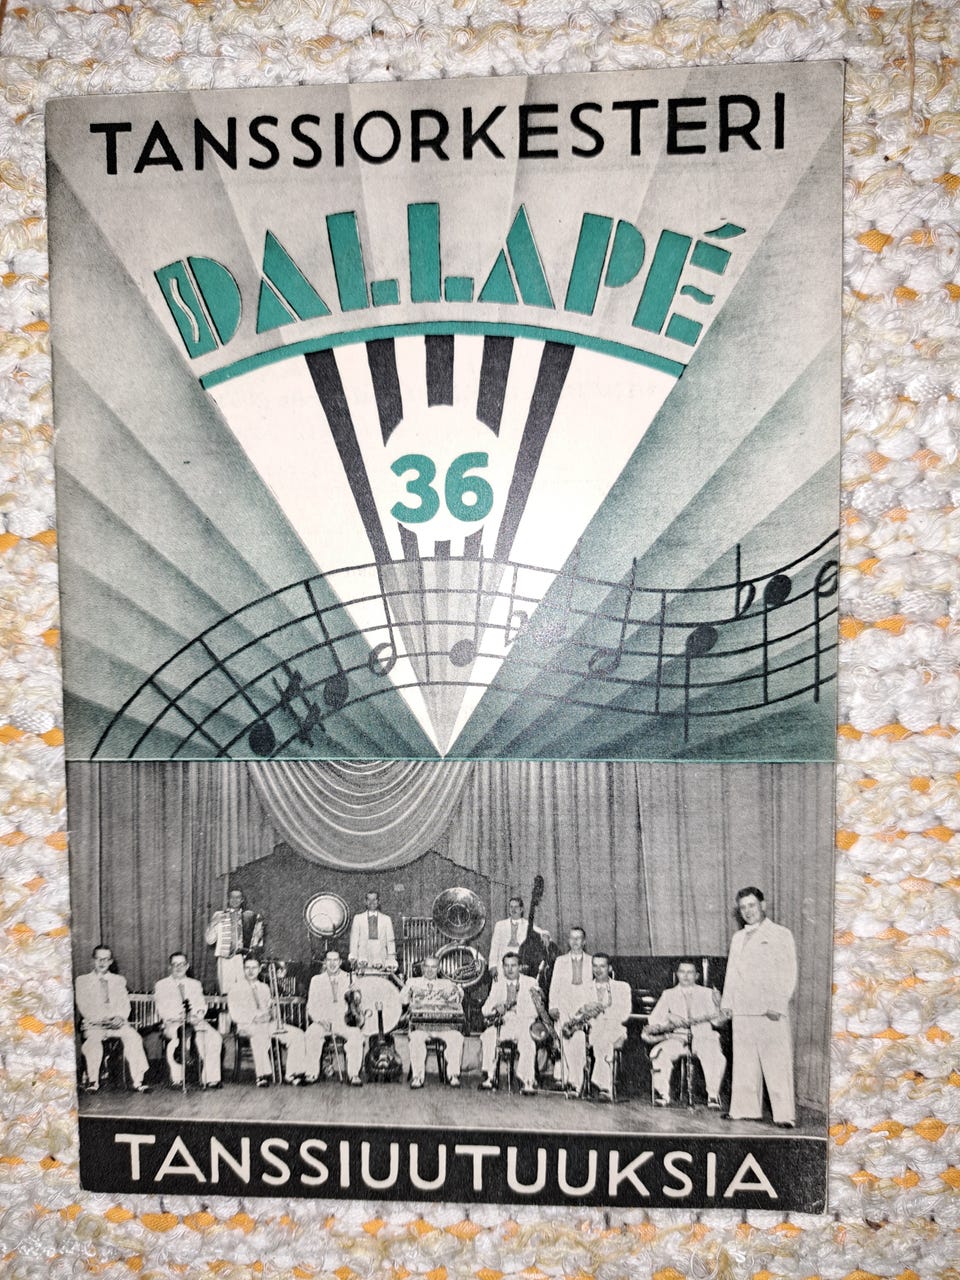 TANSSIORKESTERI
DALLAPÉ
36
TANSSIUUTUUKSIA